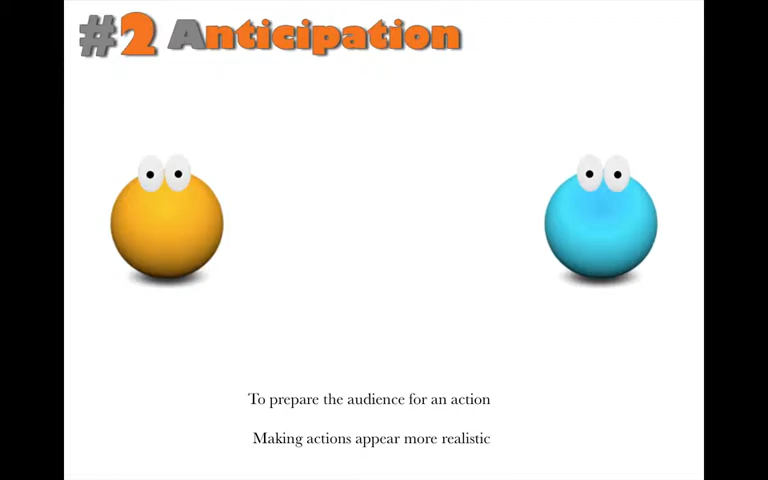 #2 Anticipation
To prepare the audience for an action
Making actions appear more realistic